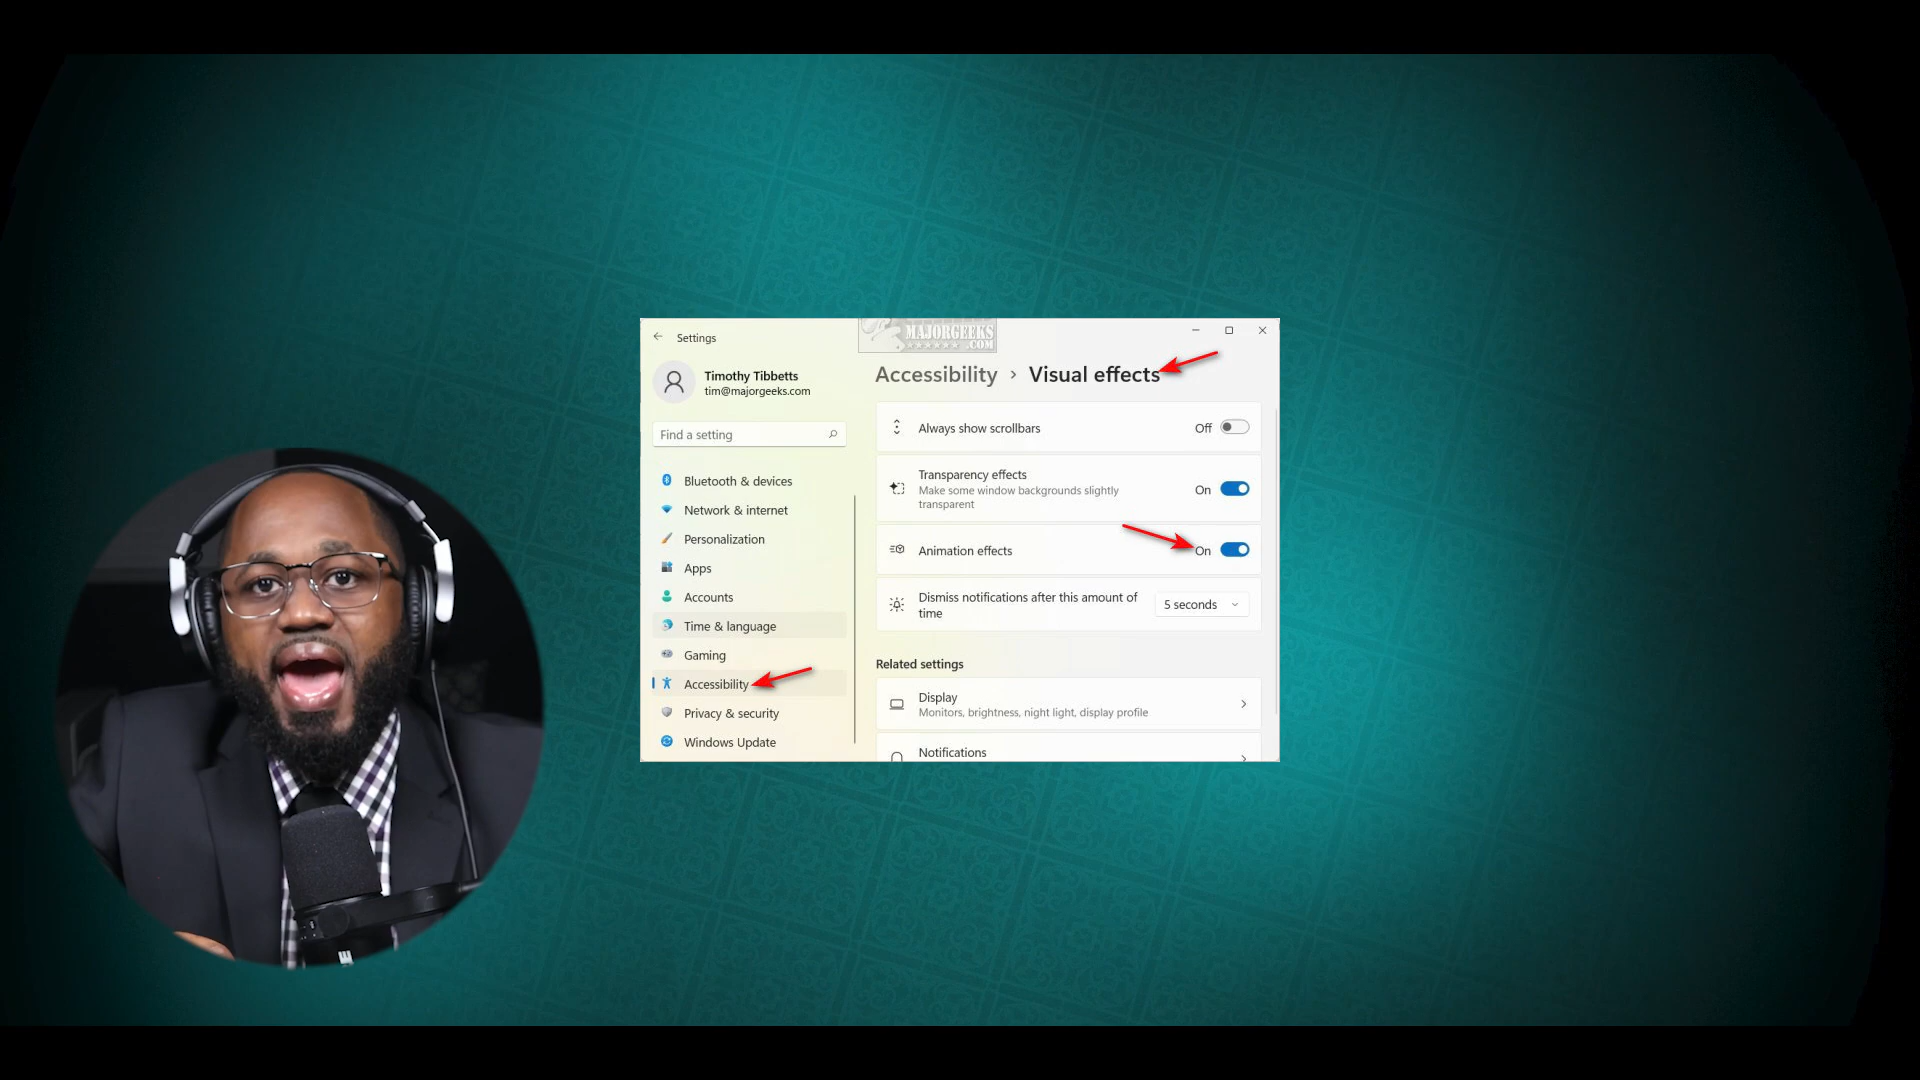 Settings
MAJORGEEKS
.COM
Timothy Tibbetts
tim@majorgeeks.com
Find a setting
Bluetooth & devices
Network & internet
Personalization
Apps
Accounts
Time & language
Gaming
Accessibility
Privacy & security
Windows Update
Accessibility › Visual effects
Always show scrollbars Off
Transparency effects
Make some window backgrounds slightly
transparent
On
Animation effects On
Dismiss notifications after this amount of
time
5 seconds
Related settings
Display
Monitors, brightness, night light, display profile
Notifications